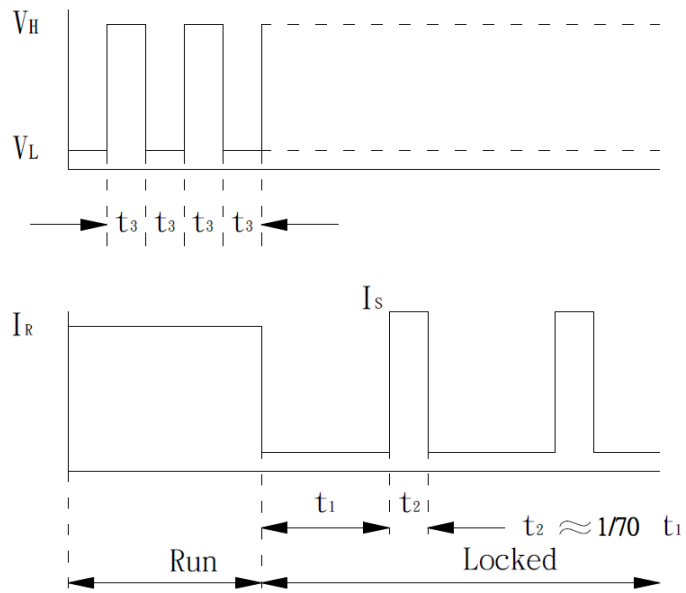 VH
VL
t3 t3 t3 t3
IS
IR
t1 t2 t2 ≈ 1/70 t1
Run Locked